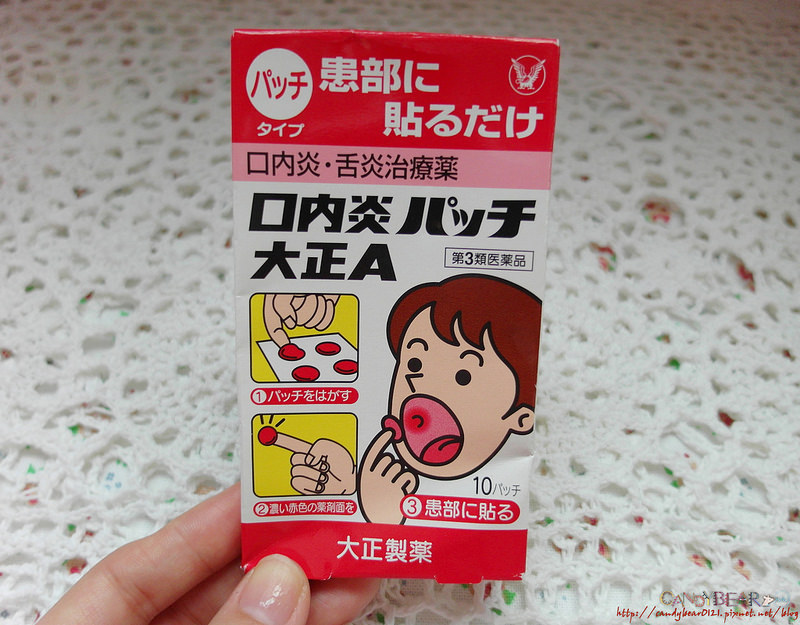 パッチ
タイプ
患部に
貼るだけ
口内炎・舌炎治療薬
口内炎 パッチ
大正A
第3類医薬品
①パッチをはがす
②濃い赤色の薬剤面を
10パッチ
③患部に貼る
大正製薬
CANDYBEAR
http://candybear0121.pixnet.net/blog